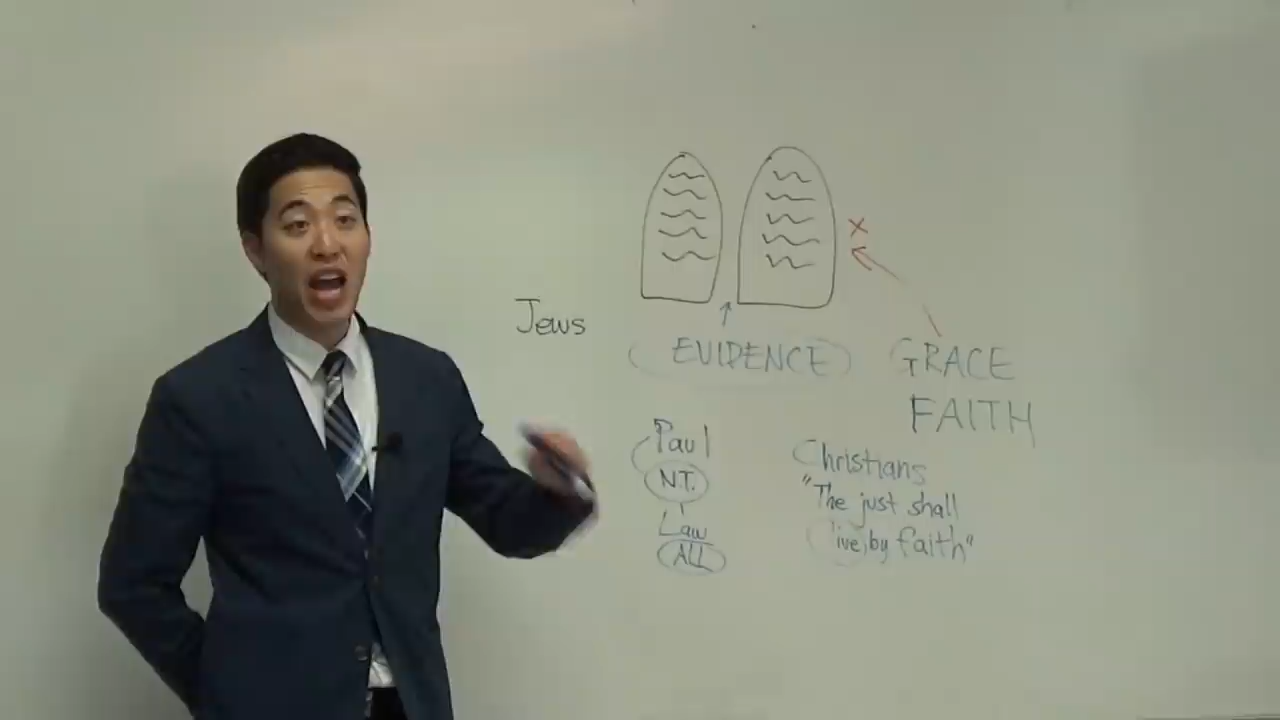 Jews
EVIDENCE
GRACE
FAITH
Paul
N.T.
Law
ALL
Christians
"The just shall
live, by faith"